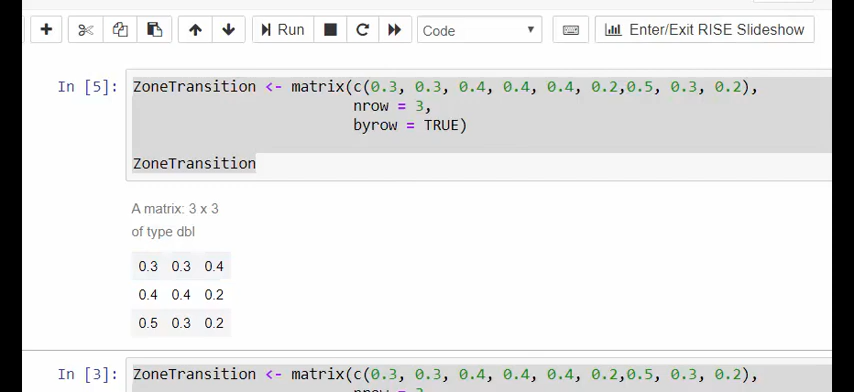 Run Code Enter/Exit RISE Slideshow
In [5]: ZoneTransition <- matrix(c(0.3, 0.3, 0.4, 0.4, 0.4, 0.2,0.5, 0.3, 0.2),
nrow = 3,
byrow = TRUE)
ZoneTransition
A matrix: 3 x 3
of type dbl
0.3 0.3 0.4
0.4 0.4 0.2
0.5 0.3 0.2
In [3]: ZoneTransition <- matrix(c(0.3, 0.3, 0.4, 0.4, 0.4, 0.2,0.5, 0.3, 0.2),
nrow = 3,